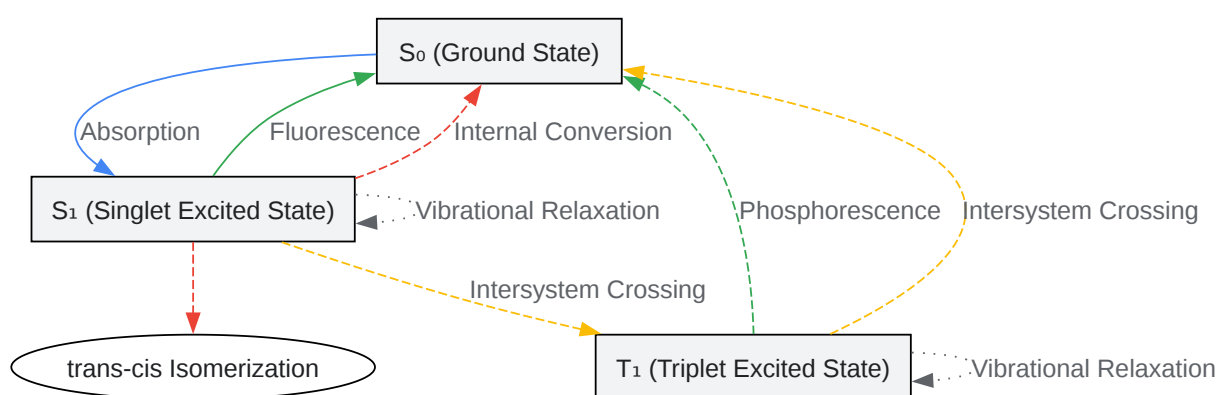 S₀ (Ground State)
Absorption
Fluorescence
Internal Conversion
S₁ (Singlet Excited State)
Vibrational Relaxation
Phosphorescence
Intersystem Crossing
Intersystem Crossing
trans-cis Isomerization
T₁ (Triplet Excited State)
Vibrational Relaxation